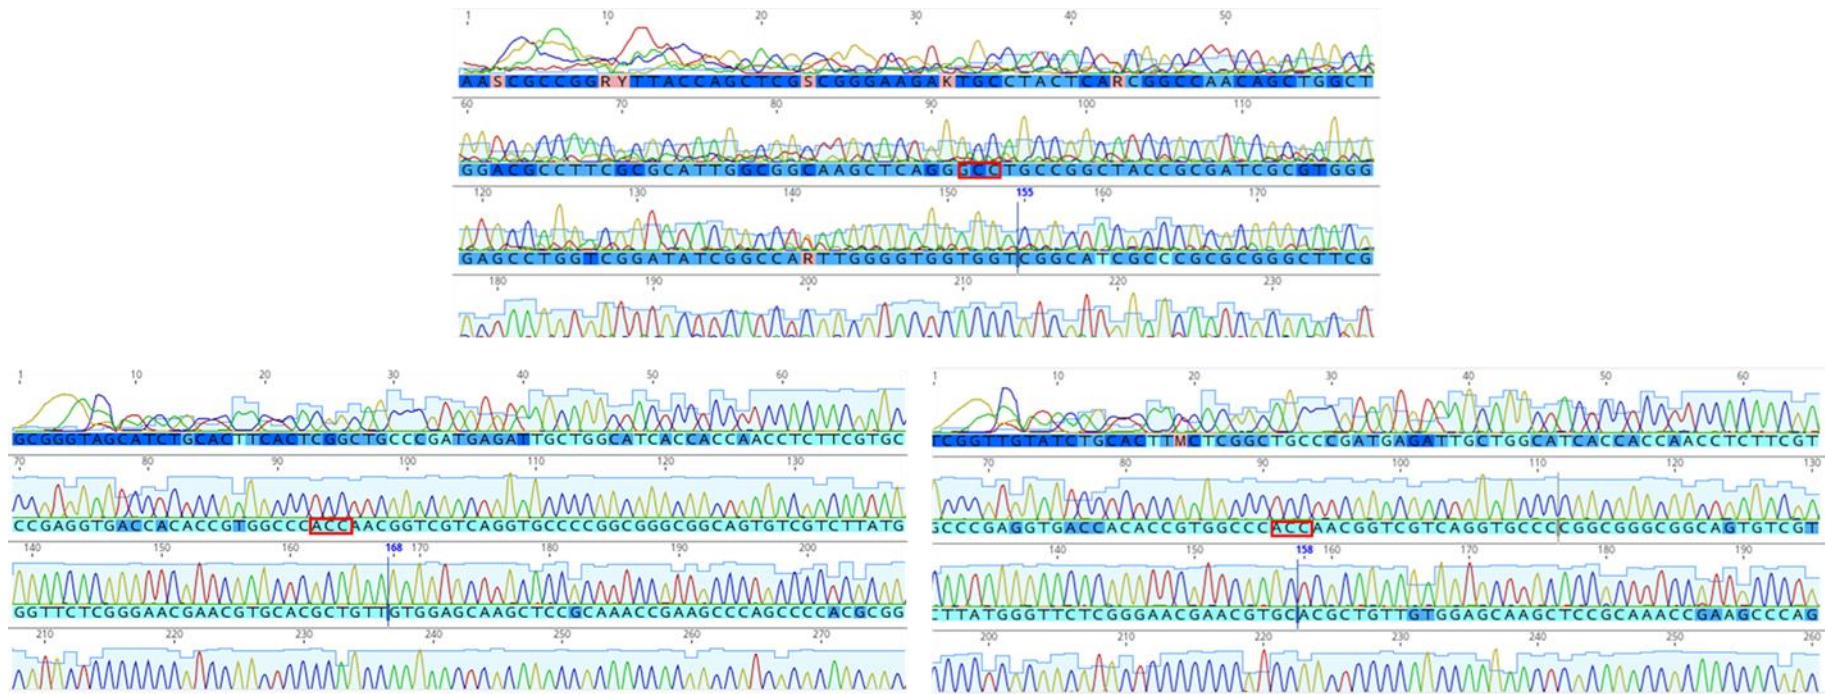 1 10 20 30 40 50
AASCGCCGGRYTTACCAGCTCGSCGGGAAGAKTGCCTACTCARCGGCCAACAGCTGGCT
60 70 80 90 100 110
GGACGCCTTCGCGCATTGGCGGCAAGCTCAGGGCCTGCCGGCTACCGCGATCGCGTGGG
120 130 140 150 155 160 170
GAGCCTGGTCGGATATCGGCCARTTGGGGTGGTGGTCGGCATCGCCCGCGCGGGCTTCG
180 190 200 210 220 230
1 10 20 30 40 50 60
GCGGGTAGCATCTGCACTTCACTCGGCTGCCCGATGAGATTGCTGGCATCACCACCAACCTCTTCGTGC
70 80 90 100 110 120 130
CCGAGGTGACCACACCGTGGCCCACCAACGGTCGTCAGGTGCCCCGGCGGGCGGCAGTGTCGTCTTATG
140 150 160 168 170 180 190 200
GGTTCTCGGGAACGAACGTGCACGCTGTTGTGGAGCAAGCTCCGCAAACCGAAGCCCAGCCCCACGCGG
210 220 230 240 250 260 270
1 10 20 30 40 50 60
TCGGTTGTATCTGCACTTMCTCGGCTGCCCGATGAGATTGCTGGCATCACCACCAACCTCTTCGT
70 80 90 100 110 120 130
GCCCGAGGTGACCACACCGTGGCCCACCAACGGTCGTCAGGTGCCCCGGCGGGCGGCAGTGTCGT
140 150 158 160 170 180 190
CTTATGGGTTCTCGGGAACGAACGTGCACGCTGTTGTGGAGCAAGCTCCGCAAACCGAAGCCCAG
200 210 220 230 240 250 260